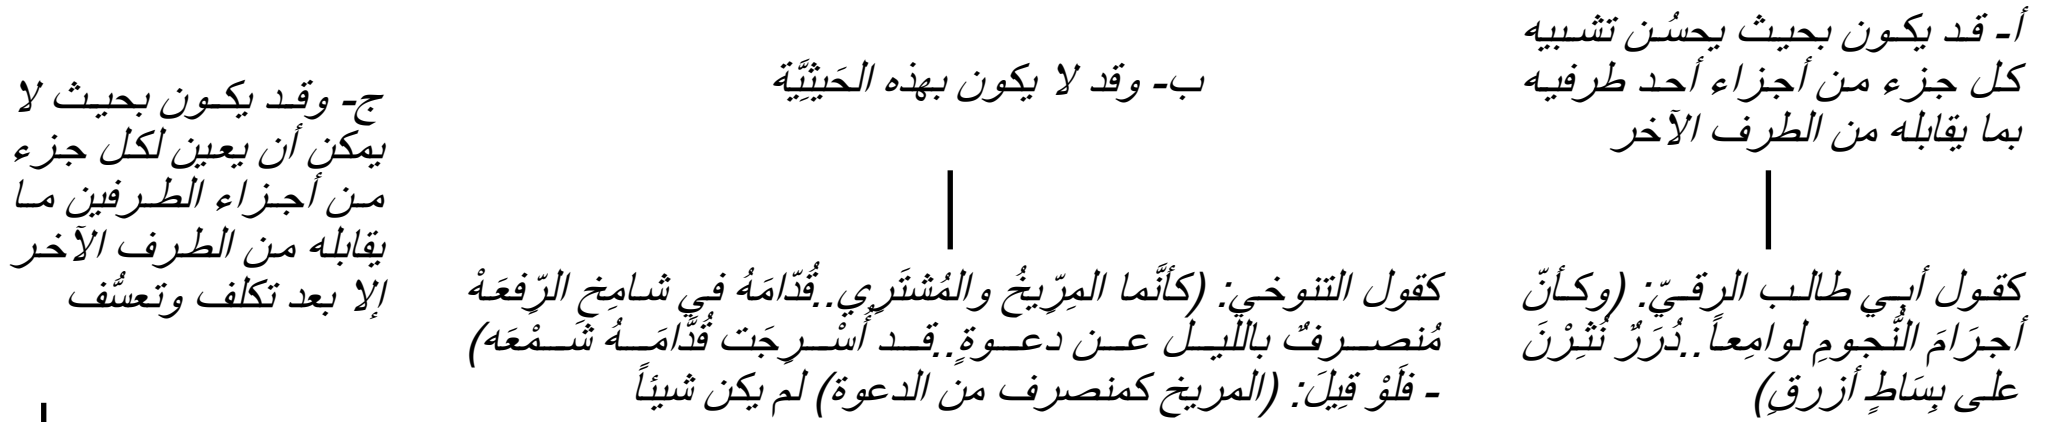 أ- قد يكون بحيث يحسُن تشبيه
كل جزء من أجزاء أحد طرفيه
بما يقابله من الطرف الآخر
كقول أبي طالب الرقيّ: (وكأنّ
أجرَامَ النُّجومِ لوامِعاً..دُرَرٌ نُثِرْنَ
على بِسَاطٍ أزرقِ)
ب- وقد لا يكون بهذه الحَيثِيَّة
كقول التنوخي: (كأنَّما المِرِّيخُ والمُشتَرِي..قُدّامَهُ في شامِخِ الرِّفعَهْ
مُنصرفٌ بالليل عن دعوةٍ..قد أُسْرِجَت قُدَّامَهُ شَمْعَه)
- فلَوْ قِيلَ: (المريخ كمنصرف من الدعوة) لم يكن شيئاً
ج- وقد يكون بحيث لا
يمكن أن يعين لكل جزء
من أجزاء الطرفين ما
يقابله من الطرف الآخر
إلا بعد تكلف وتعسُّف